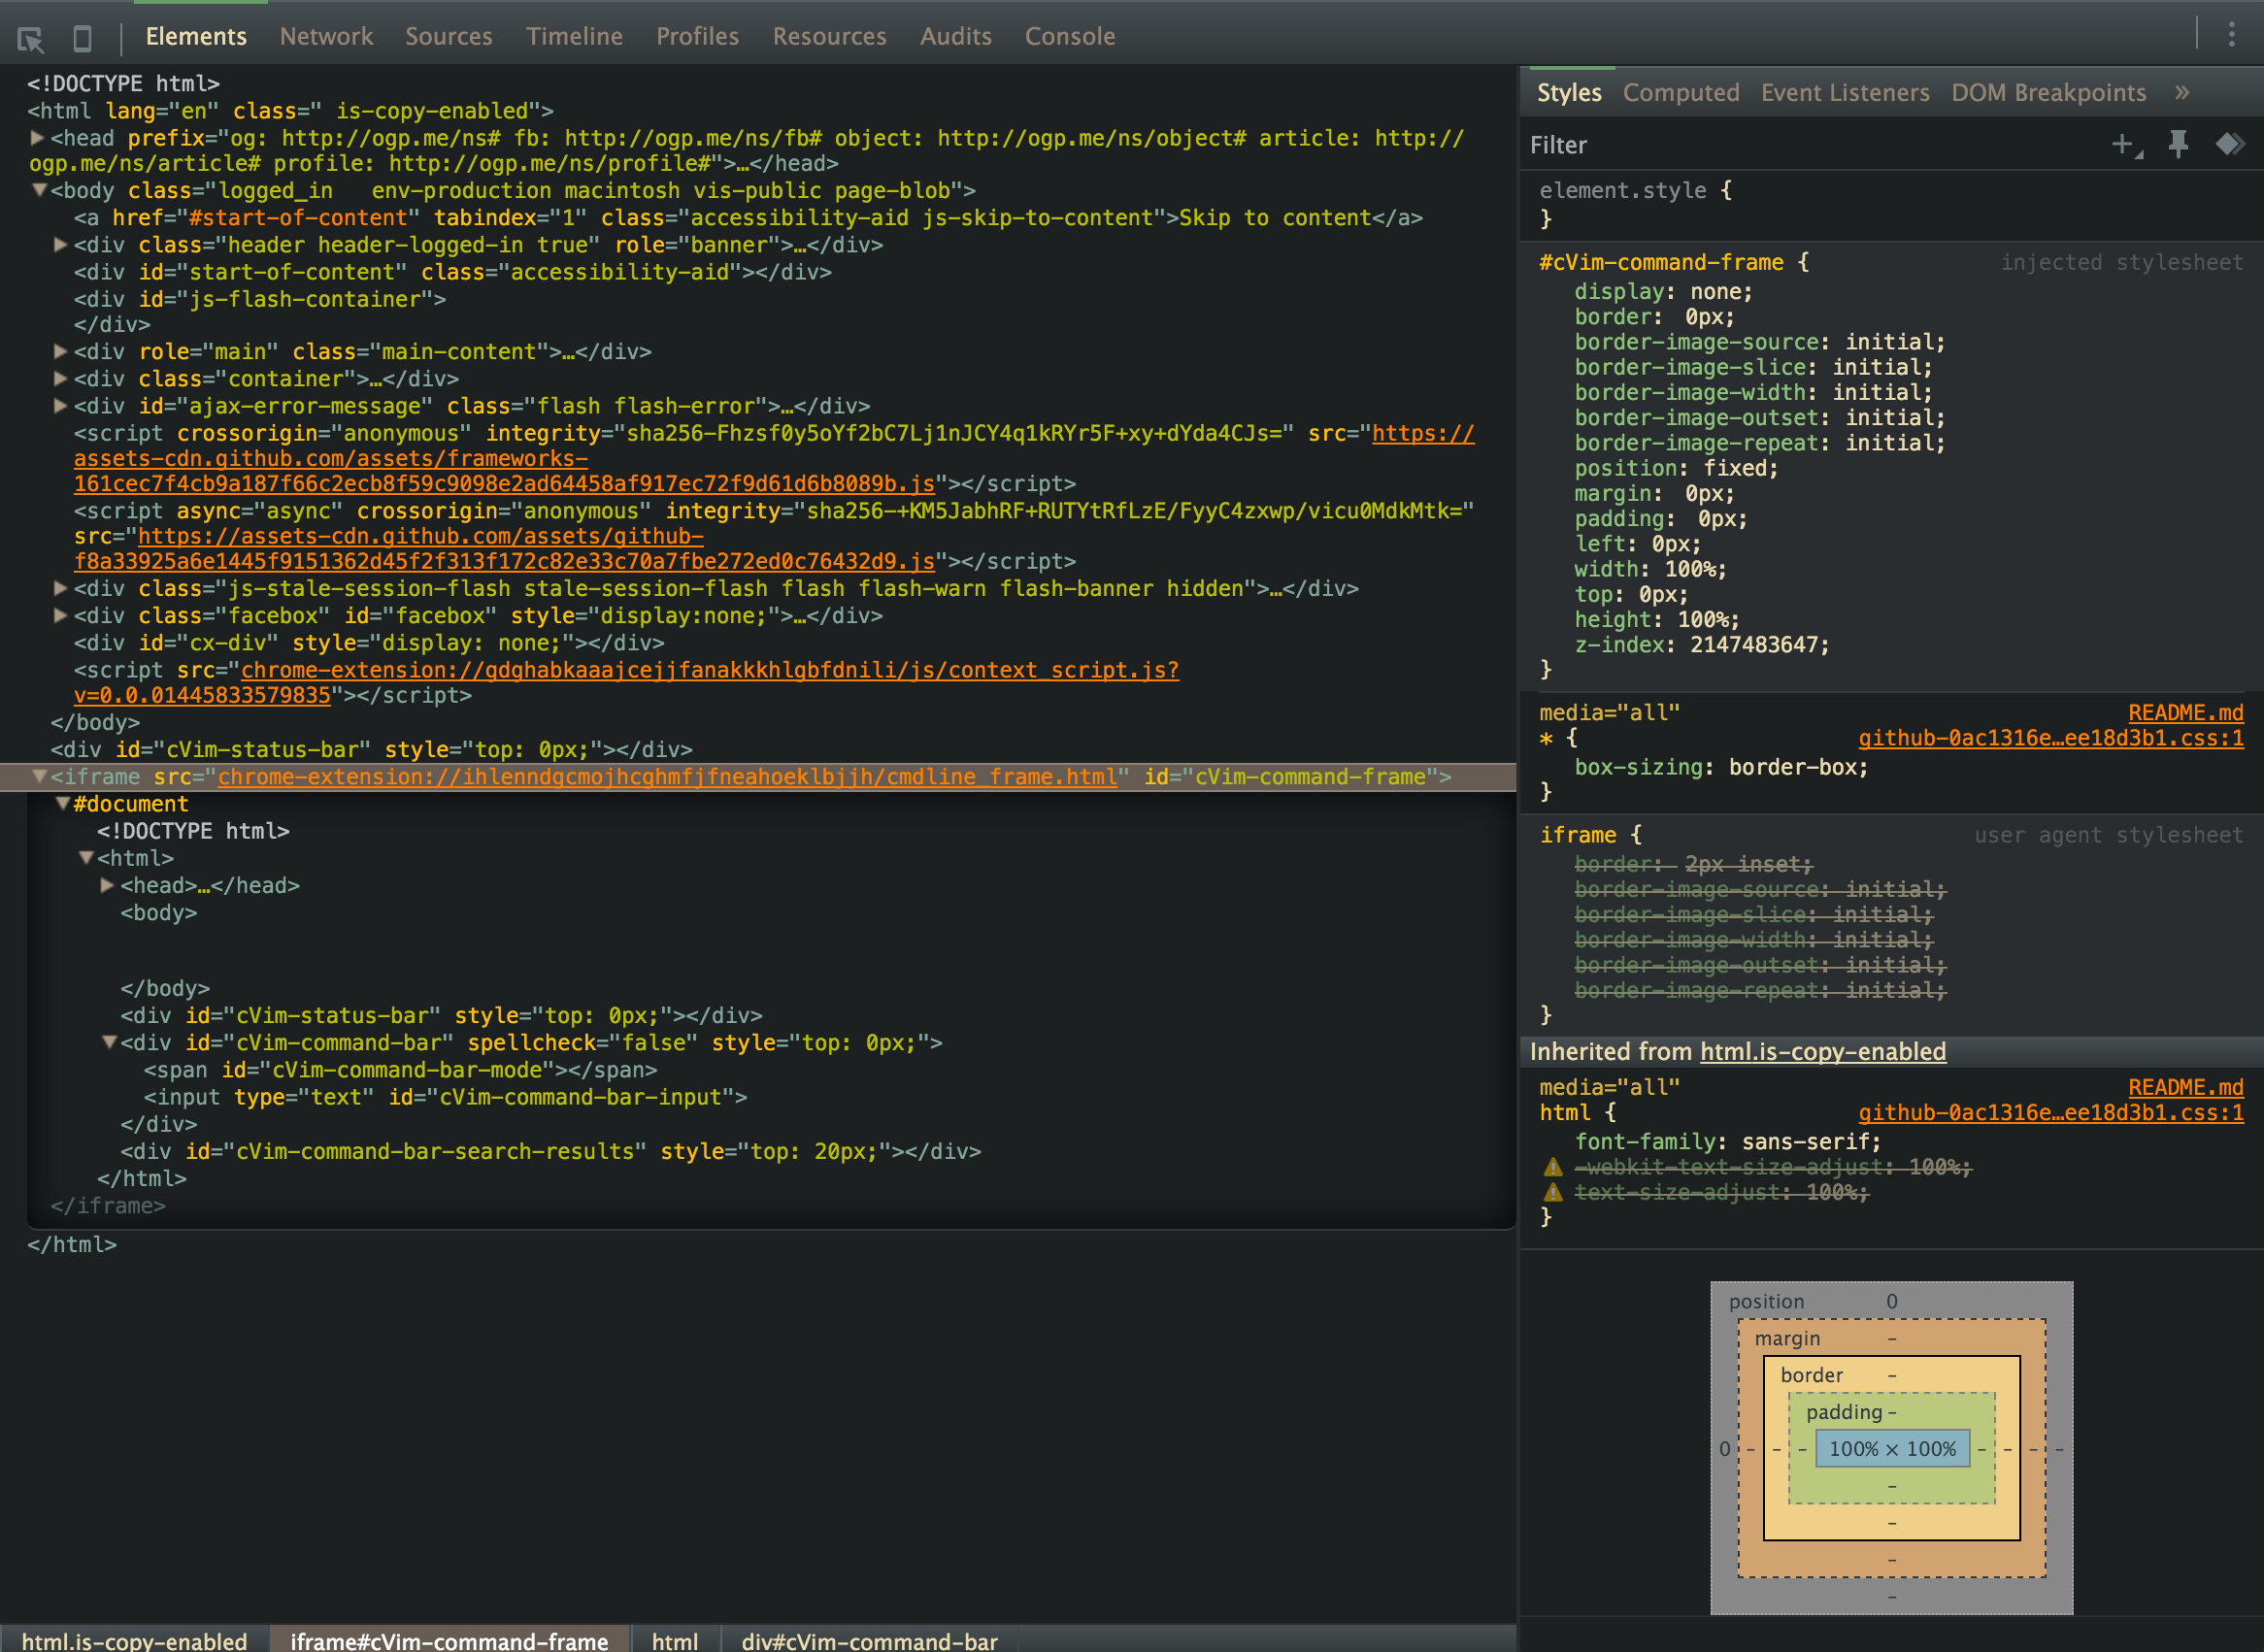 Elements Network Sources Timeline Profiles Resources Audits Console
<!DOCTYPE html>
<html lang="en" class=" is-copy-enabled">
<head prefix="og: http://ogp.me/ns# fb: http://ogp.me/ns/fb# object: http://ogp.me/ns/object# article: http://
ogp.me/ns/article# profile: http://ogp.me/ns/profile#">…</head>
<body class="logged_in   env-production macintosh vis-public page-blob">
<a href="#start-of-content" tabindex="1" class="accessibility-aid js-skip-to-content">Skip to content</a>
<div class="header header-logged-in true" role="banner">…</div>
<div id="start-of-content" class="accessibility-aid"></div>
<div id="js-flash-container">
</div>
<div role="main" class="main-content">…</div>
<div class="container">…</div>
<div id="ajax-error-message" class="flash flash-error">…</div>
<script crossorigin="anonymous" integrity="sha256-Fhzsf0y5oYf2bC7Lj1nJCY4q1kRYr5F+xy+dYda4CJs=" src="https://
assets-cdn.github.com/assets/frameworks-
161cec7f4cb9a187f66c2ecb8f59c9098e2ad64458af917ec72f9d61d6b8089b.js"></script>
<script async="async" crossorigin="anonymous" integrity="sha256-+KM5JabhRF+RUTYtRfLzE/FyyC4zxwp/vicu0MdkMtk="
src="https://assets-cdn.github.com/assets/github-
f8a33925a6e1445f9151362d45f2f313f172c82e33c70a7fbe272ed0c76432d9.js"></script>
<div class="js-stale-session-flash stale-session-flash flash flash-warn flash-banner hidden">…</div>
<div class="facebox" id="facebox" style="display:none;">…</div>
<div id="cx-div" style="display: none;"></div>
<script src="chrome-extension://gdghabkaaajcejjfanakkkhlgbfdnili/js/context_script.js?
v=0.0.01445833579835"></script>
</body>
<div id="cVim-status-bar" style="top: 0px;"></div>
<iframe src="chrome-extension://ihlenndgcmojhcghmfjfneahoeklbjjh/cmdline_frame.html" id="cVim-command-frame">
#document
<!DOCTYPE html>
<html>
<head>…</head>
<body>
</body>
<div id="cVim-status-bar" style="top: 0px;"></div>
<div id="cVim-command-bar" spellcheck="false" style="top: 0px;">
<span id="cVim-command-bar-mode"></span>
<input type="text" id="cVim-command-bar-input">
</div>
<div id="cVim-command-bar-search-results" style="top: 20px;"></div>
</html>
</iframe>
</html>
html.is-copy-enabled iframe#cVim-command-frame html div#cVim-command-bar
Styles Computed Event Listeners DOM Breakpoints »
Filter
element.style {
}
#cVim-command-frame { injected stylesheet
display: none;
border: 0px;
border-image-source: initial;
border-image-slice: initial;
border-image-width: initial;
border-image-outset: initial;
border-image-repeat: initial;
position: fixed;
margin: 0px;
padding: 0px;
left: 0px;
width: 100%;
top: 0px;
height: 100%;
z-index: 2147483647;
}
media="all" README.md
* { github-0ac1316e…ee18d3b1.css:1
box-sizing: border-box;
}
iframe { user agent stylesheet
border: 2px inset;
border-image-source: initial;
border-image-slice: initial;
border-image-width: initial;
border-image-outset: initial;
border-image-repeat: initial;
}
Inherited from html.is-copy-enabled
media="all" README.md
html { github-0ac1316e…ee18d3b1.css:1
font-family: sans-serif;
-webkit-text-size-adjust: 100%;
text-size-adjust: 100%;
}
position 0
margin -
border -
padding -
0 - - - 100% × 100% - - - -
-
-
-
-